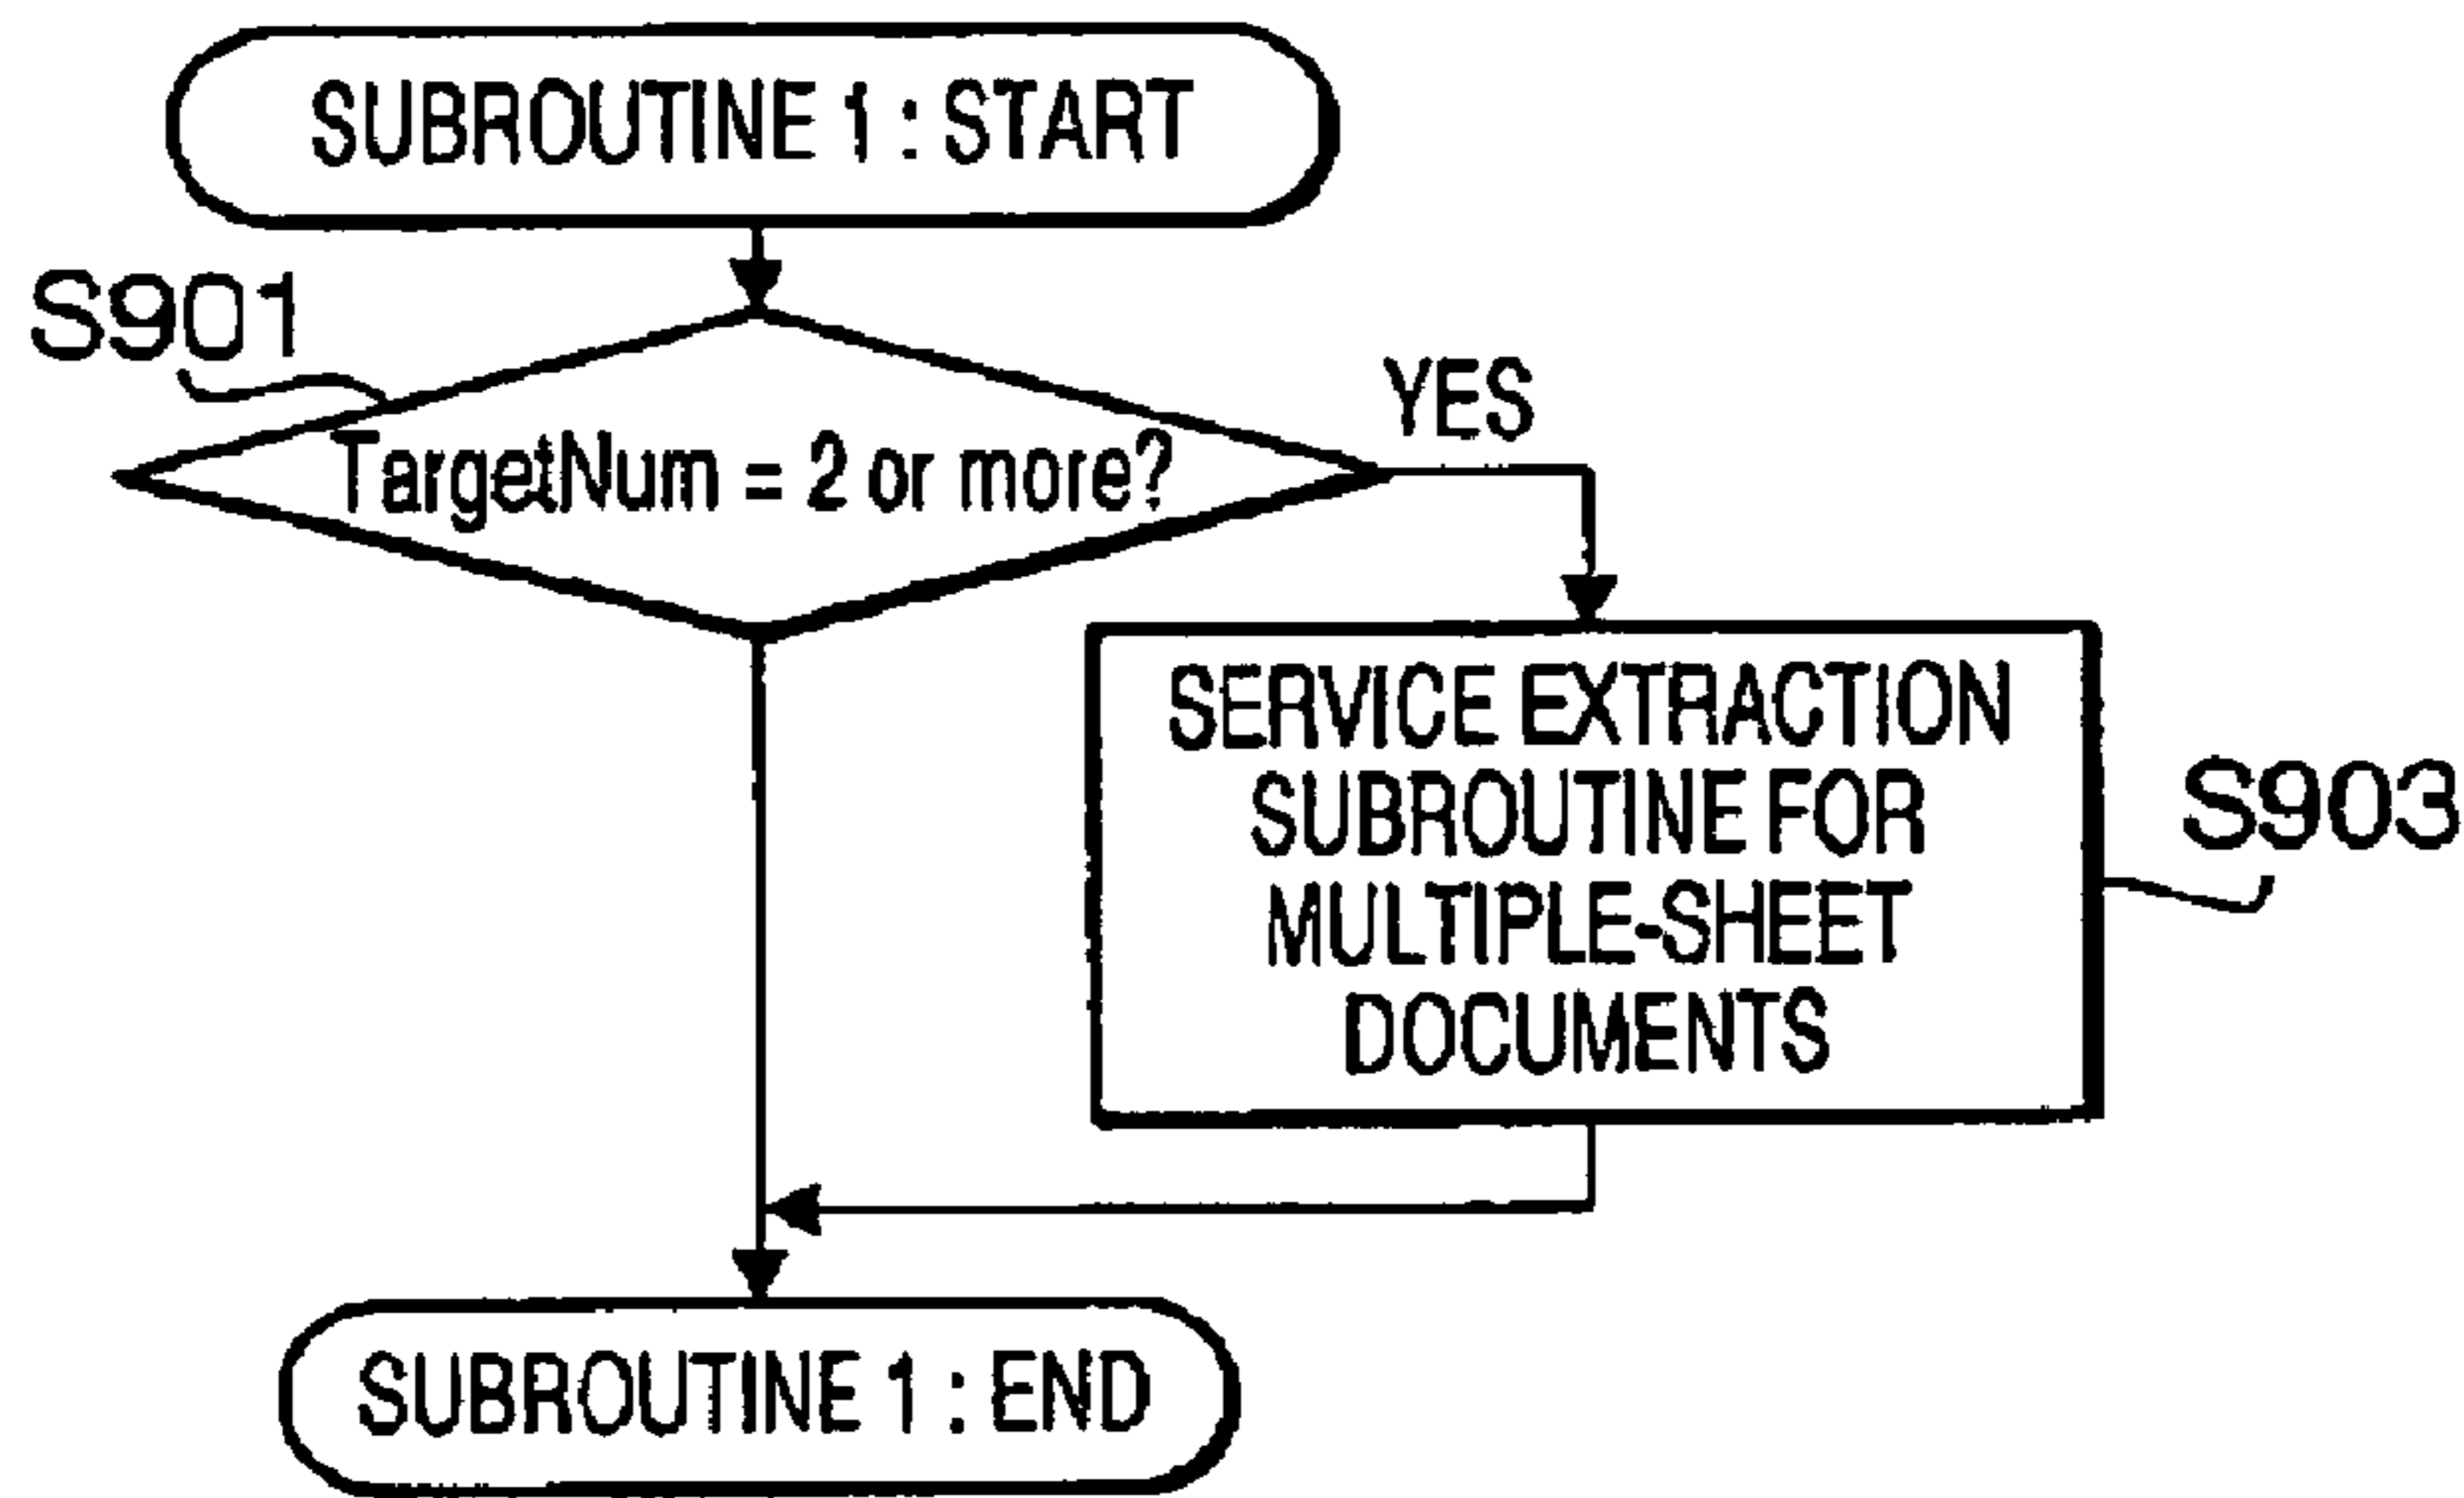 SUBROUTINE 1 : START
S901
YES
TargetNum = 2 or more?
SERVICE EXTRACTION
SUBROUTINE FOR
MULTIPLE-SHEET
DOCUMENTS
S903
SUBROUTINE 1 : END